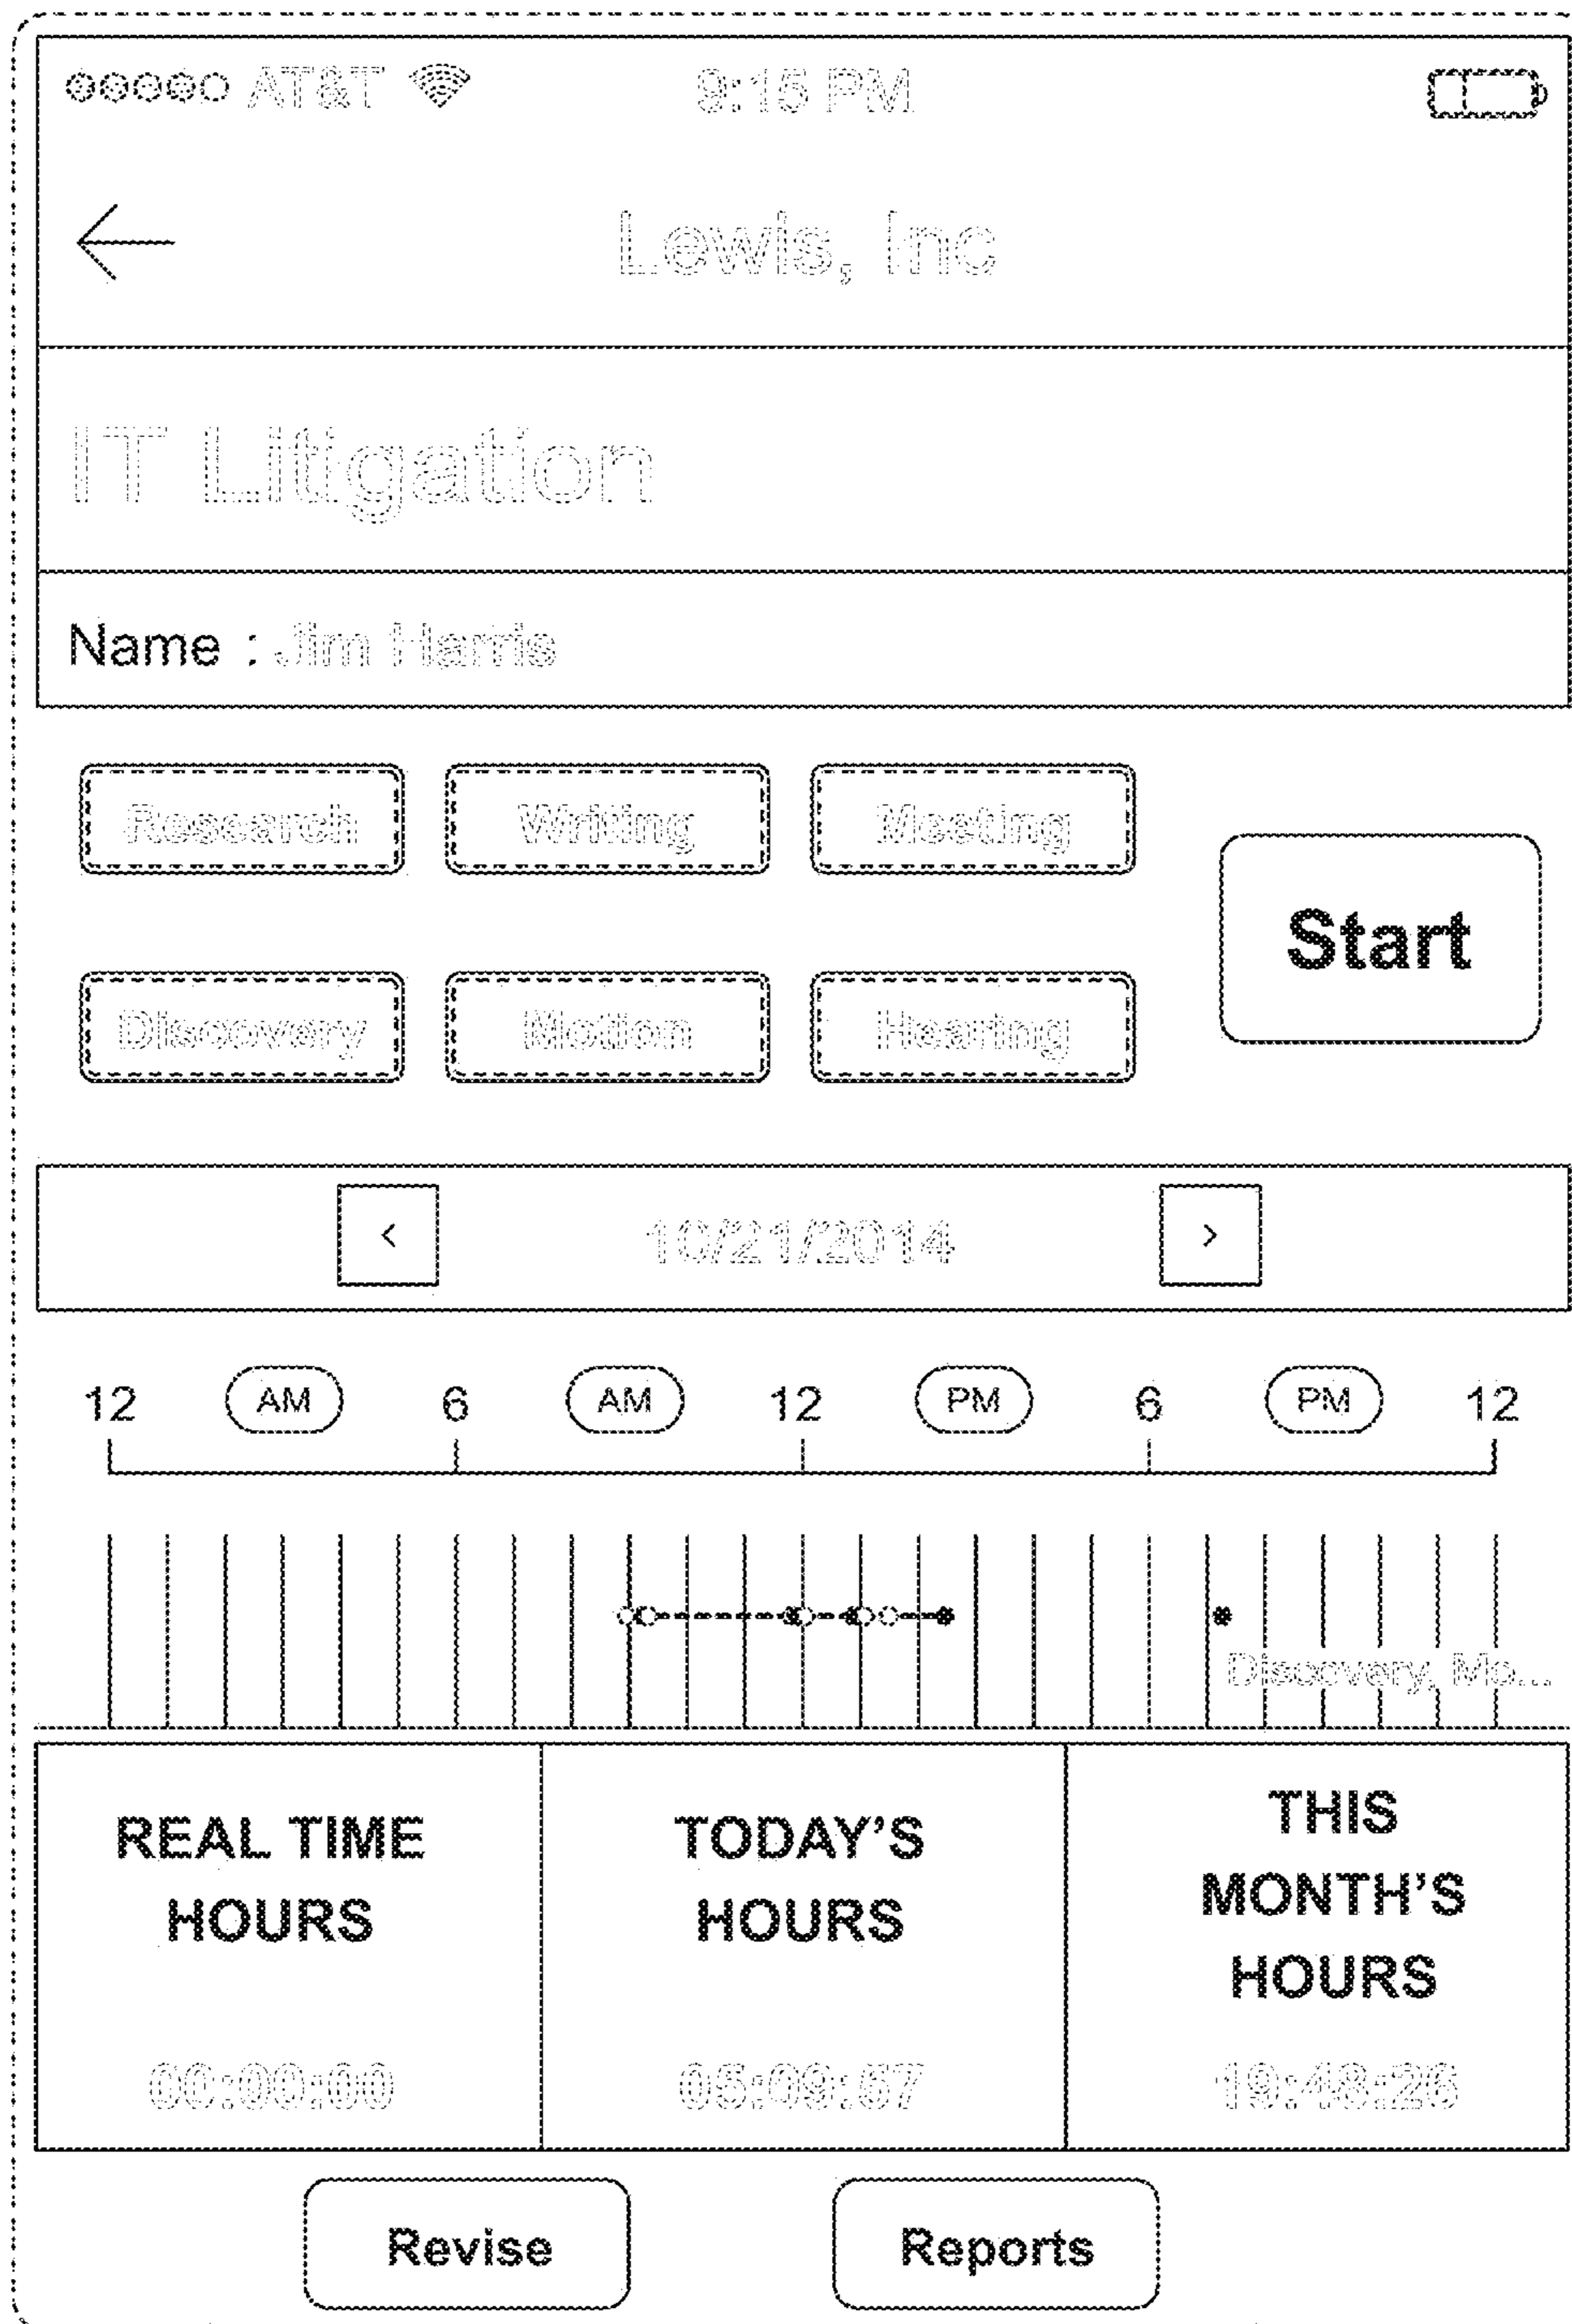 AT&T 9:15 PM
Lewis, Inc
IT Litigation
Name : Jim Harris
Research Writing Meeting
Start
Discovery Motion Hearing
< 10/21/2014 >
12 AM 6 AM 12 PM 6 PM 12
Discovery, Mo...
REAL TIME HOURS
TODAY'S HOURS
THIS MONTH'S HOURS
00:00:00 05:09:57 19:48:26
Revise Reports